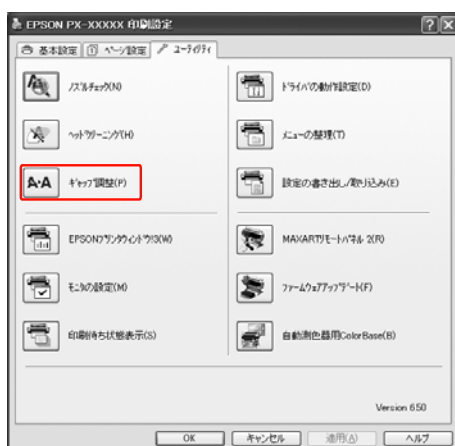 EPSON PX-XXXXX 印刷設定
基本設定
ページ設定
ユーティリティ
ノズルチェック(N)
ヘッドクリーニング(H)
ギャップ調整(P)
EPSONプリンタウィンドウ!3(W)
モニタの設定(M)
印刷待ち状態表示(S)
ドライバの動作設定(D)
メニューの整理(T)
設定の書き出し/取り込み(E)
MAXARTリモートパネル 2(R)
ファームウェアアップデート(F)
自動測色器用ColorBase(B)
Version 6.50
OK
キャンセル
適用(A)
ヘルプ